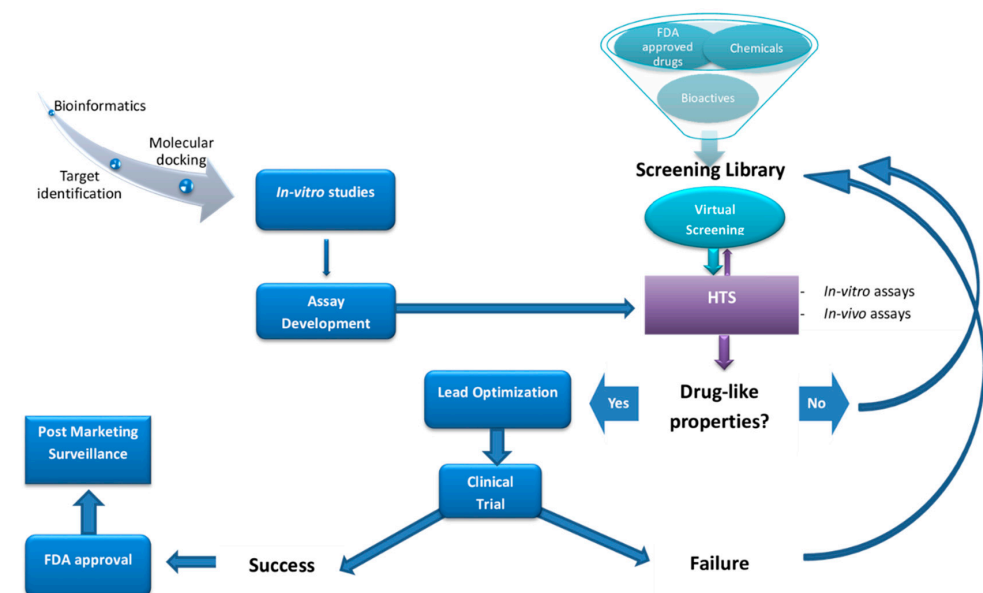 FDA
approved
drugs
Chemicals
Bioactives
Bioinformatics
Molecular
docking
Target
identification
Screening Library
In-vitro studies
Virtual
Screening
HTS
- In-vitro assays
- In-vivo assays
Assay
Development
Lead Optimization
Yes
Drug-like
properties?
No
Post Marketing
Surveillance
Clinical
Trial
FDA approval
Success
Failure